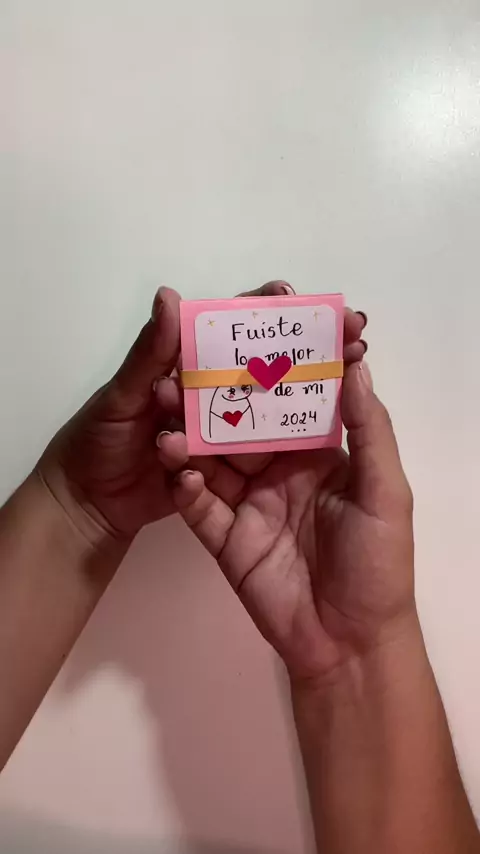 Fuiste
lo mejor
de mi
2024
...